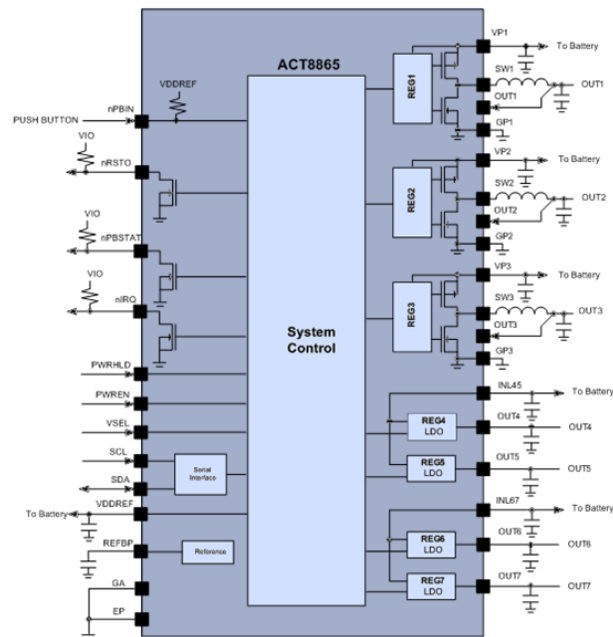 ACT8865
VDDREF
nPBIN
PUSH BUTTON
VIO
nRSTO
VIO
nPBSTAT
VIO
nIRQ
PWRHLD
PWREN
VSEL
SCL
SDA
Serial
Interface
VDDREF
To Battery
REFBP
Reference
GA
EP
System
Control
REG1
VP1
To Battery
SW1
OUT1
OUT1
GP1
REG2
VP2
To Battery
SW2
OUT2
OUT2
GP2
REG3
VP3
To Battery
SW3
OUT3
OUT3
GP3
INL45
To Battery
REG4
LDO
OUT4
OUT4
REG5
LDO
OUT5
OUT5
INL67
To Battery
REG6
LDO
OUT6
OUT6
REG7
LDO
OUT7
OUT7